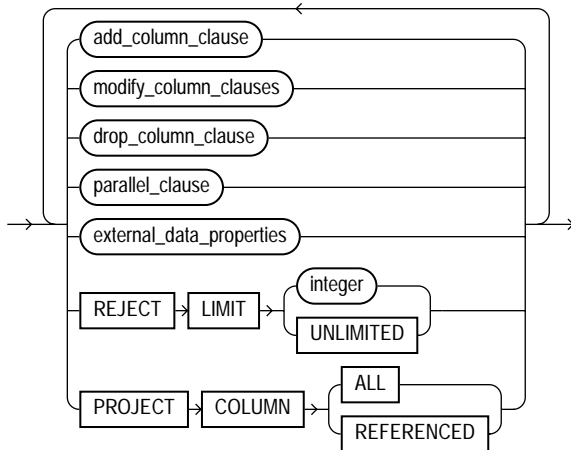 add_column_clause
modify_column_clauses
drop_column_clause
parallel_clause
external_data_properties
integer
REJECT LIMIT
UNLIMITED
ALL
PROJECT COLUMN
REFERENCED